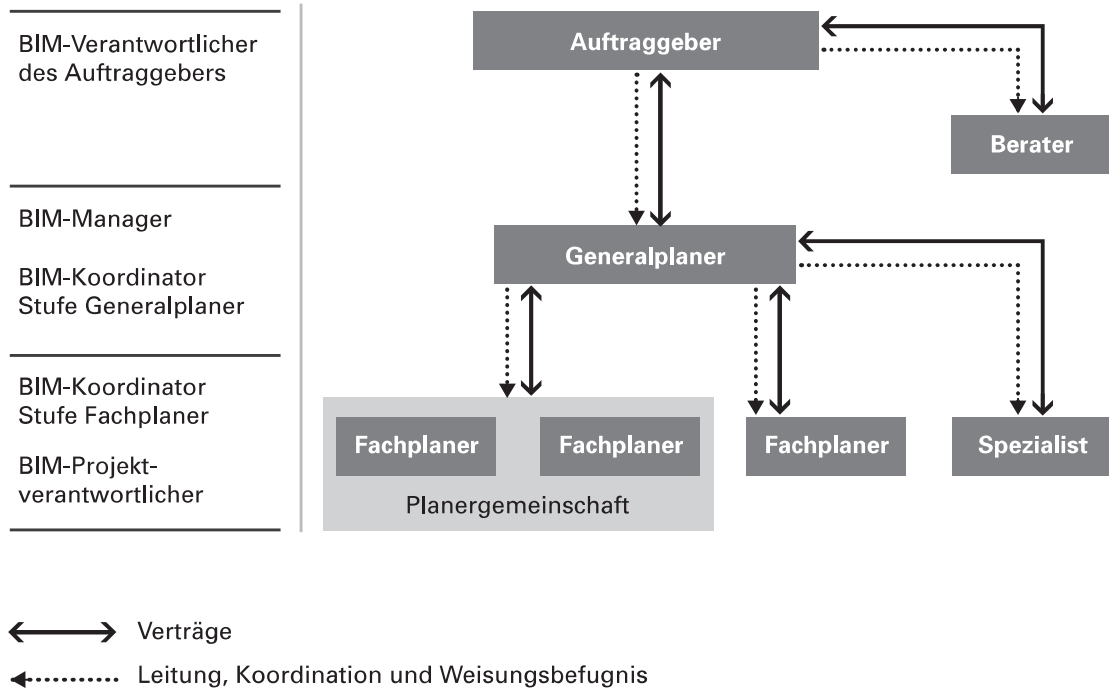 BIM-Verantwortlicher
des Auftraggebers
Auftraggeber
Berater
BIM-Manager
BIM-Koordinator
Stufe Generalplaner
Generalplaner
BIM-Koordinator
Stufe Fachplaner
BIM-Projekt-
verantwortlicher
Fachplaner
Fachplaner
Fachplaner
Spezialist
Planergemeinschaft
Verträge
Leitung, Koordination und Weisungsbefugnis